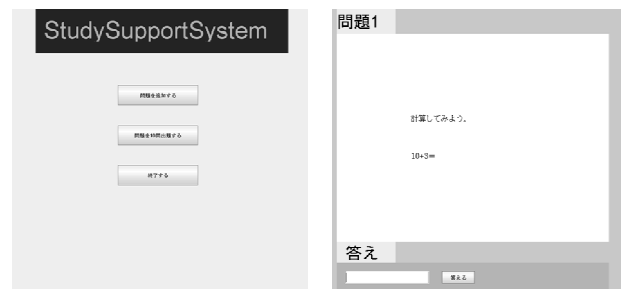 StudySupportSystem
問題を追加する
問題を時間出題する
終了する
問題1
計算してみよう。
10+3=
答え
答える